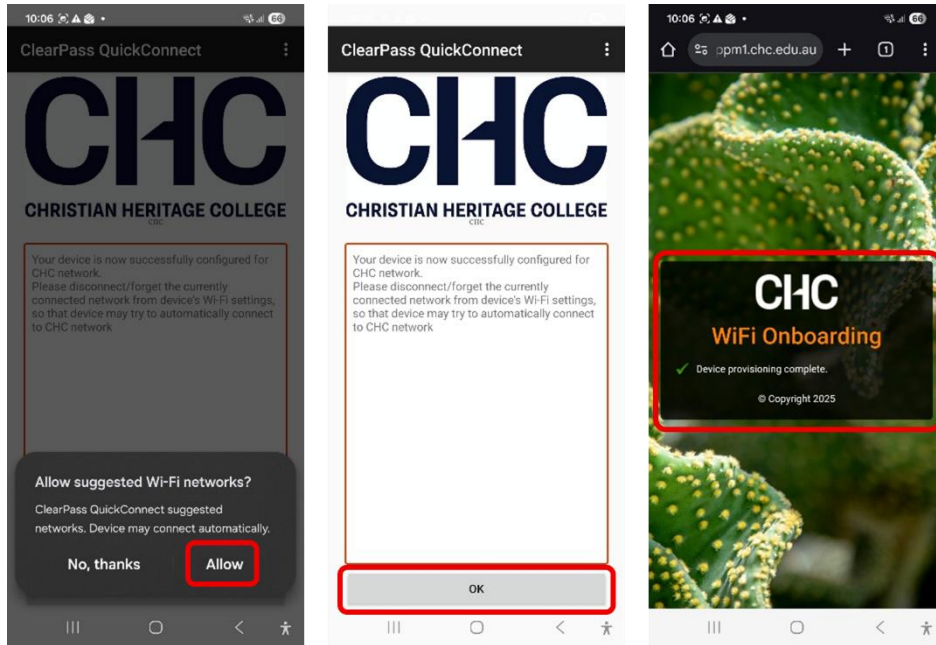 10:06
66
ClearPass QuickConnect
CHC
CHRISTIAN HERITAGE COLLEGE
CHC
Your device is now successfully configured for
CHC network.
Please disconnect/forget the currently
connected network from device's Wi-Fi settings,
so that device may try to automatically connect
to CHC network
Allow suggested Wi-Fi networks?
ClearPass QuickConnect suggested
networks. Device may connect automatically.
No, thanks
Allow
ClearPass QuickConnect
CHC
CHRISTIAN HERITAGE COLLEGE
CHC
Your device is now successfully configured for
CHC network.
Please disconnect/forget the currently
connected network from device's Wi-Fi settings,
so that device may try to automatically connect
to CHC network
OK
10:06
66
ppm1.chc.edu.au
1
CHC
WiFi Onboarding
Device provisioning complete.
© Copyright 2025